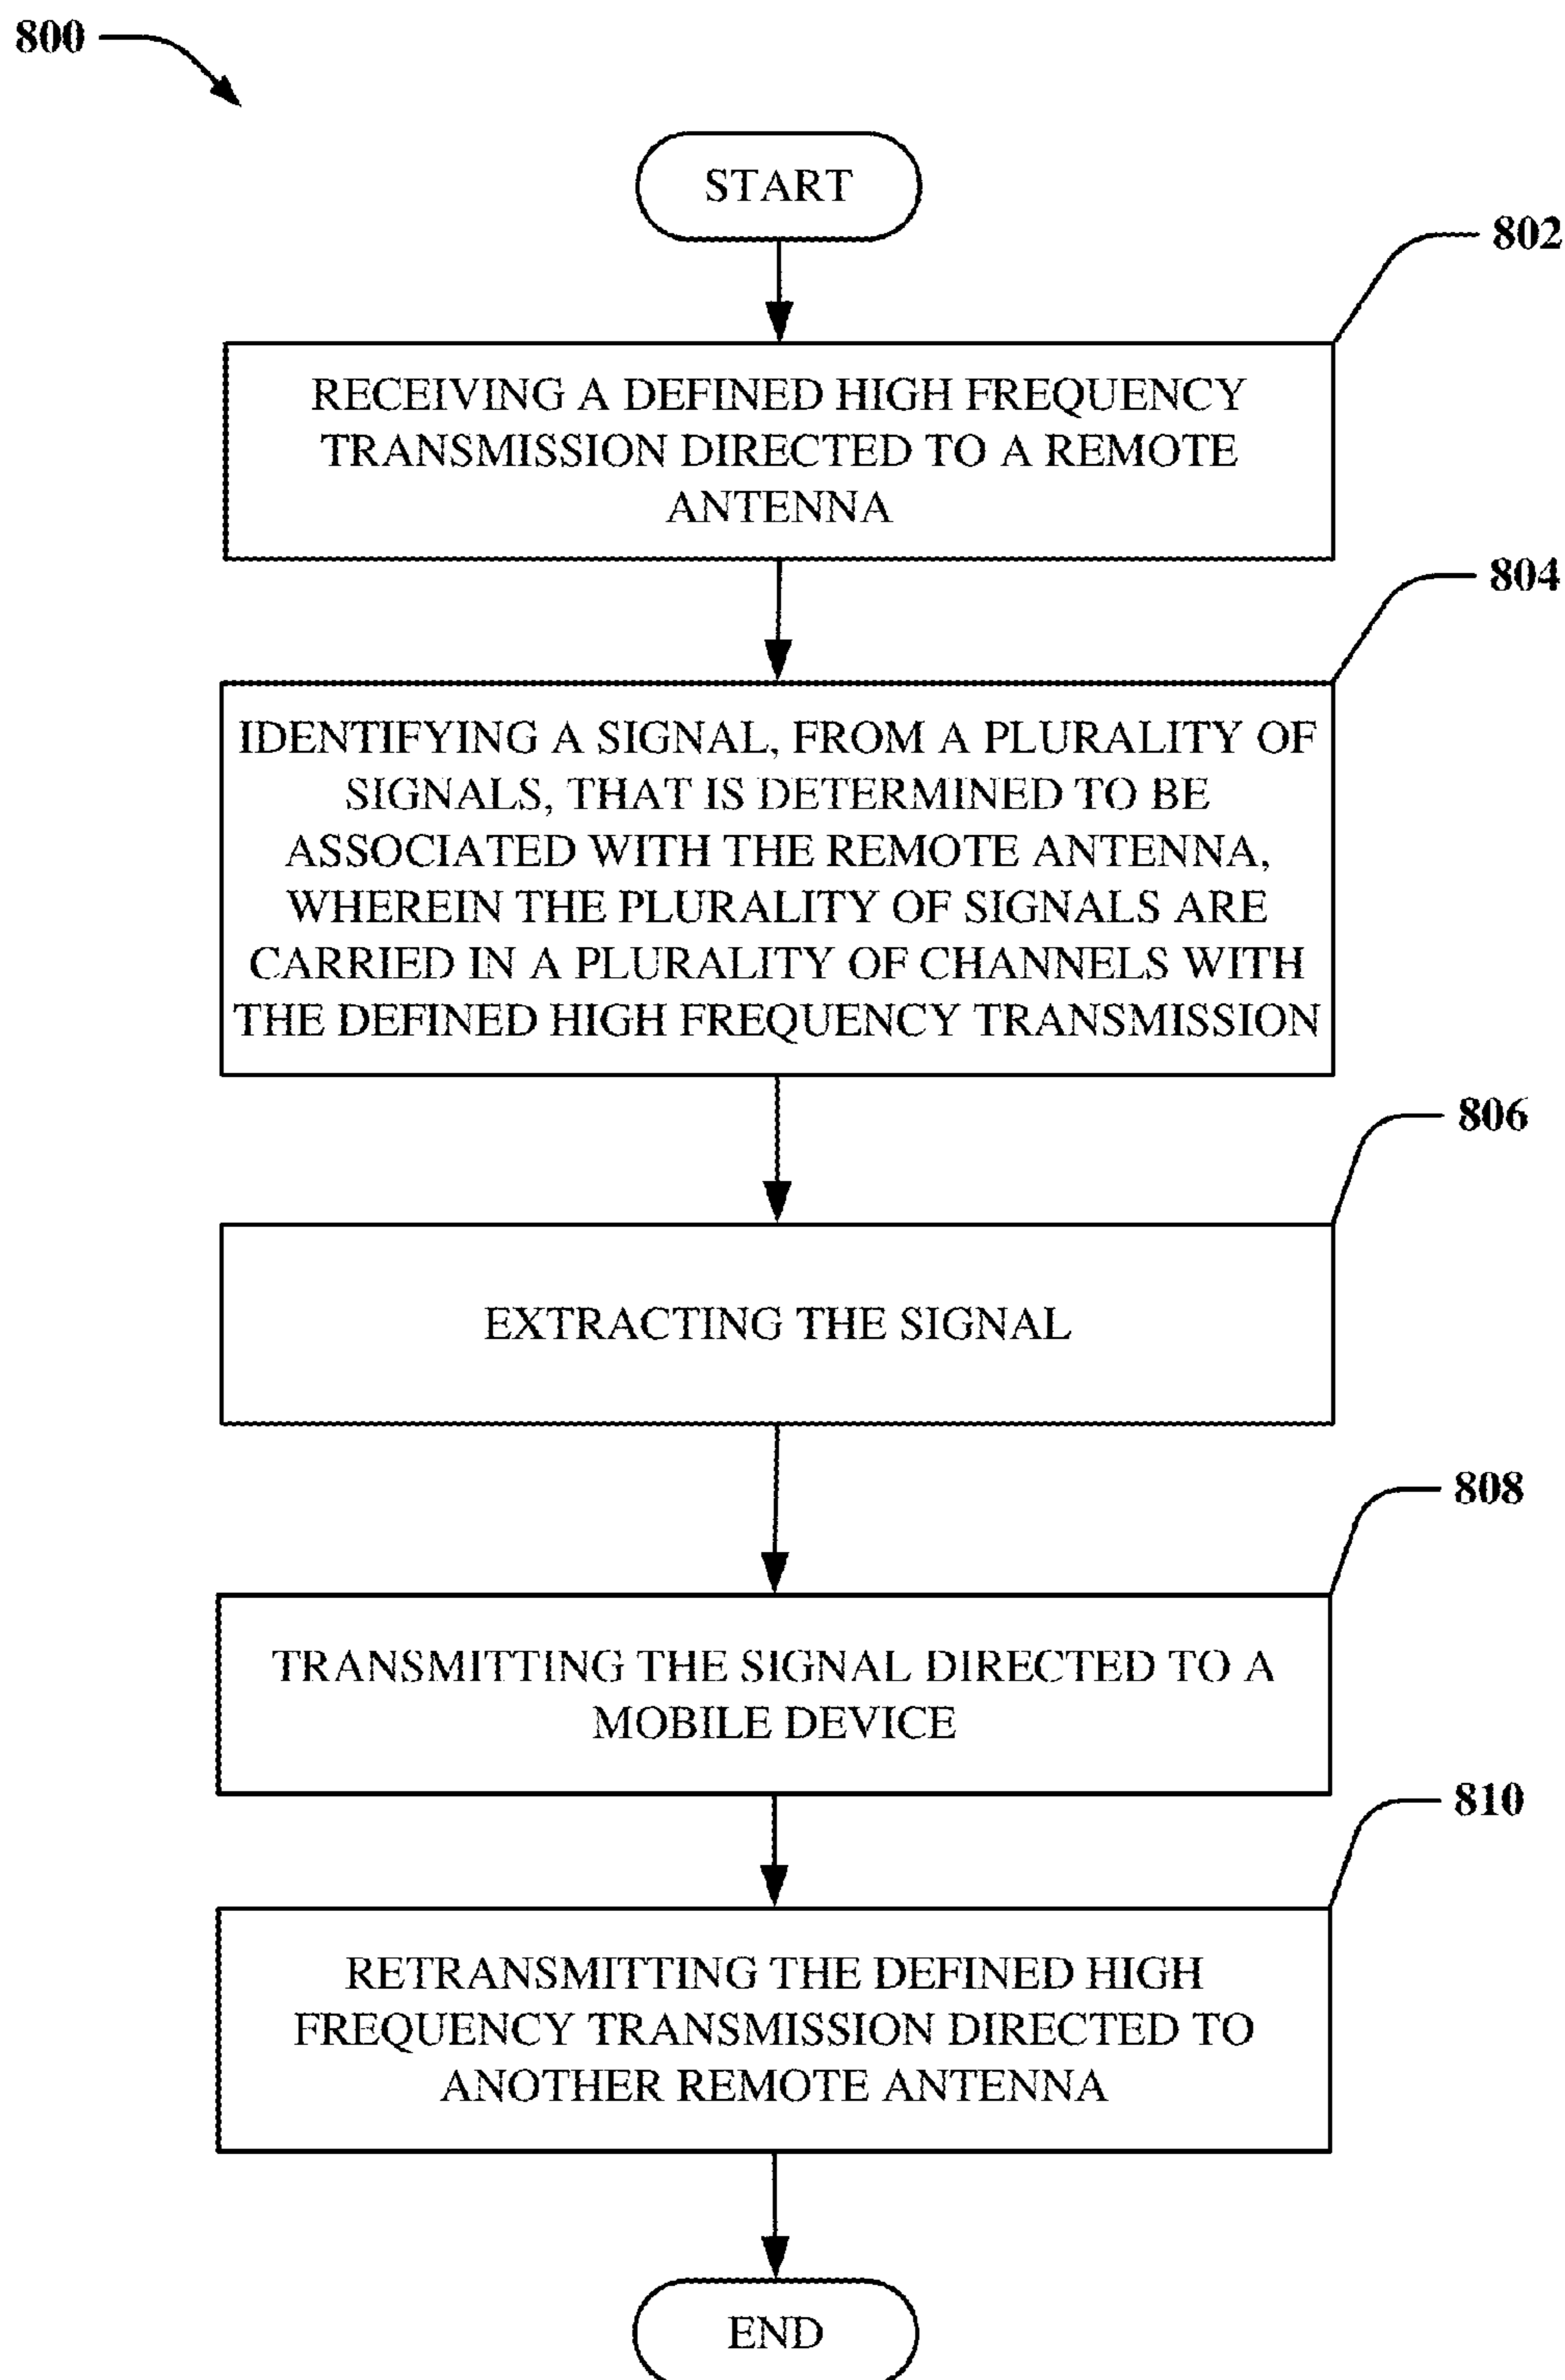 800
START
802
RECEIVING A DEFINED HIGH FREQUENCY
TRANSMISSION DIRECTED TO A REMOTE
ANTENNA
804
IDENTIFYING A SIGNAL, FROM A PLURALITY OF
SIGNALS, THAT IS DETERMINED TO BE
ASSOCIATED WITH THE REMOTE ANTENNA,
WHEREIN THE PLURALITY OF SIGNALS ARE
CARRIED IN A PLURALITY OF CHANNELS WITH
THE DEFINED HIGH FREQUENCY TRANSMISSION
806
EXTRACTING THE SIGNAL
808
TRANSMITTING THE SIGNAL DIRECTED TO A
MOBILE DEVICE
810
RETRANSMITTING THE DEFINED HIGH
FREQUENCY TRANSMISSION DIRECTED TO
ANOTHER REMOTE ANTENNA
END